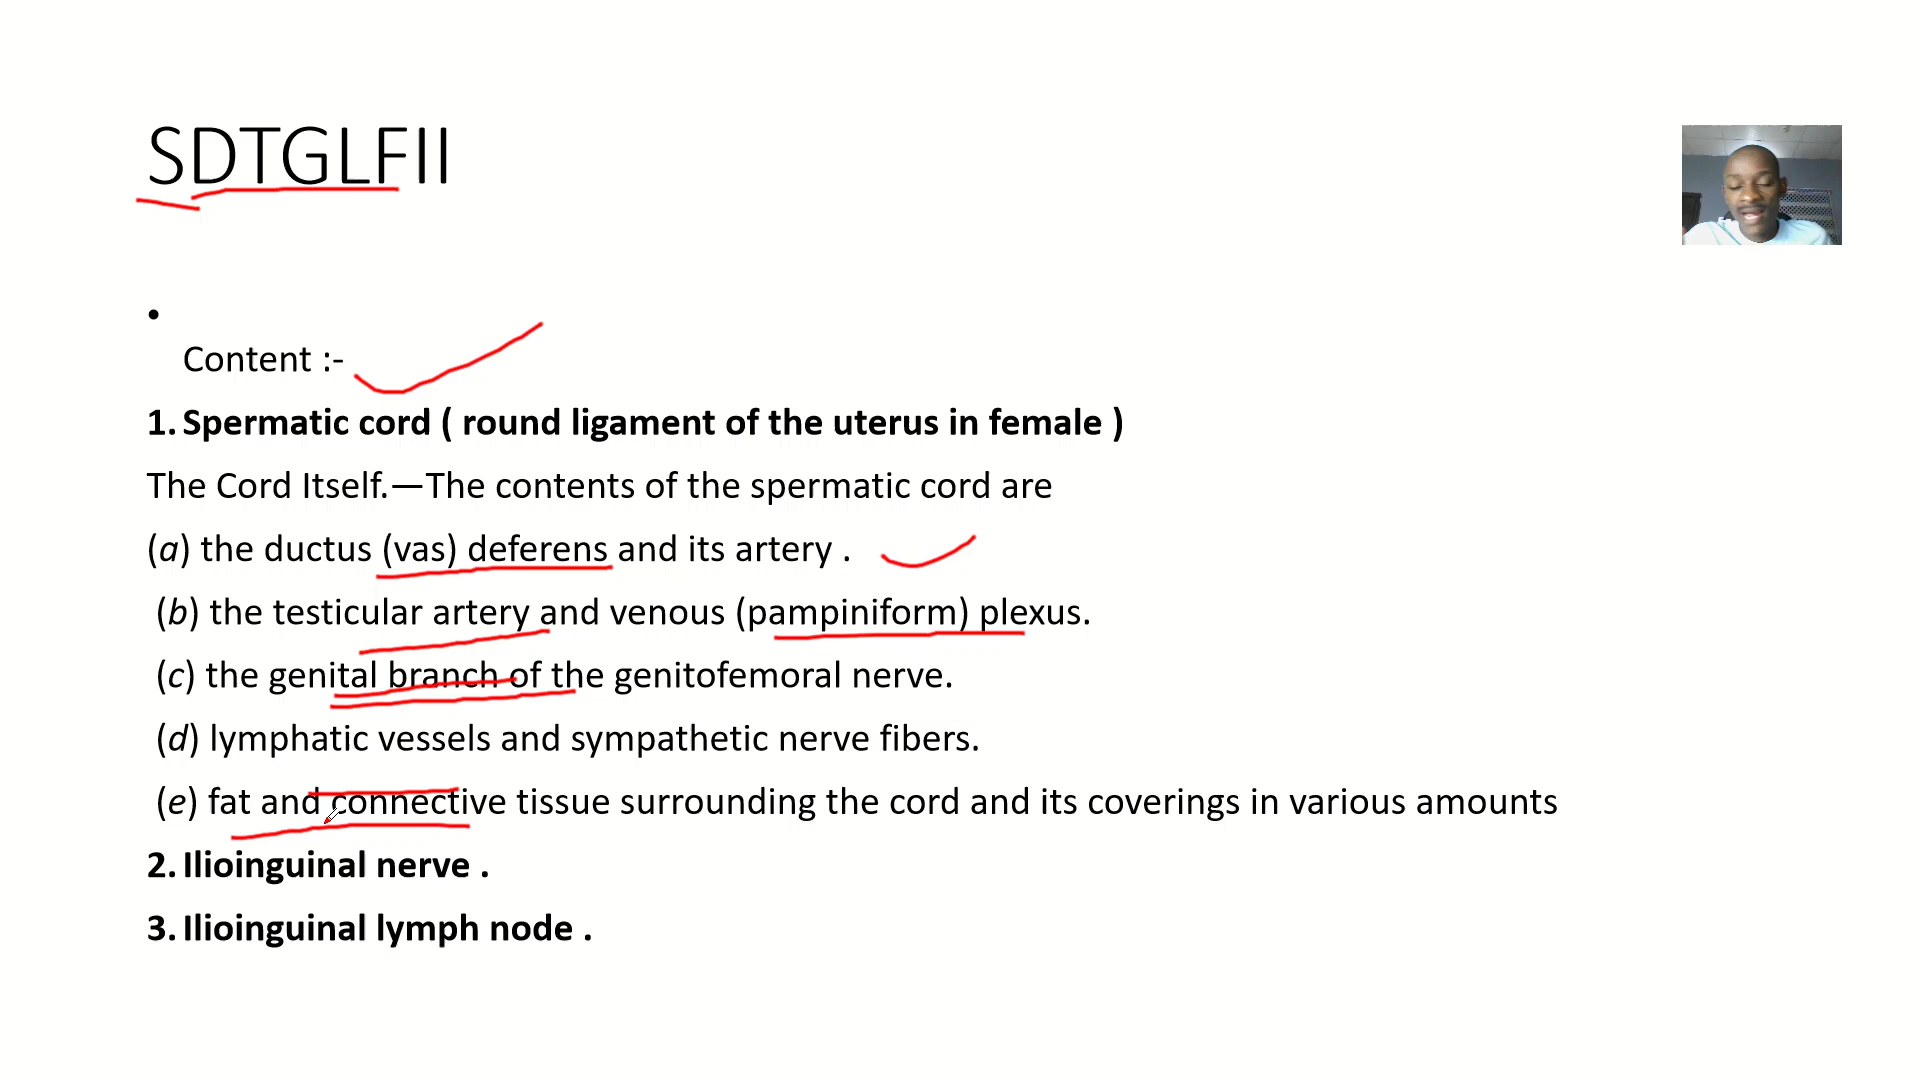 SDTGLFII
•
Content :-
1. Spermatic cord ( round ligament of the uterus in female )
The Cord Itself.—The contents of the spermatic cord are
(a) the ductus (vas) deferens and its artery .
(b) the testicular artery and venous (pampiniform) plexus.
(c) the genital branch of the genitofemoral nerve.
(d) lymphatic vessels and sympathetic nerve fibers.
(e) fat and connective tissue surrounding the cord and its coverings in various amounts
2. Ilioinguinal nerve .
3. Ilioinguinal lymph node .